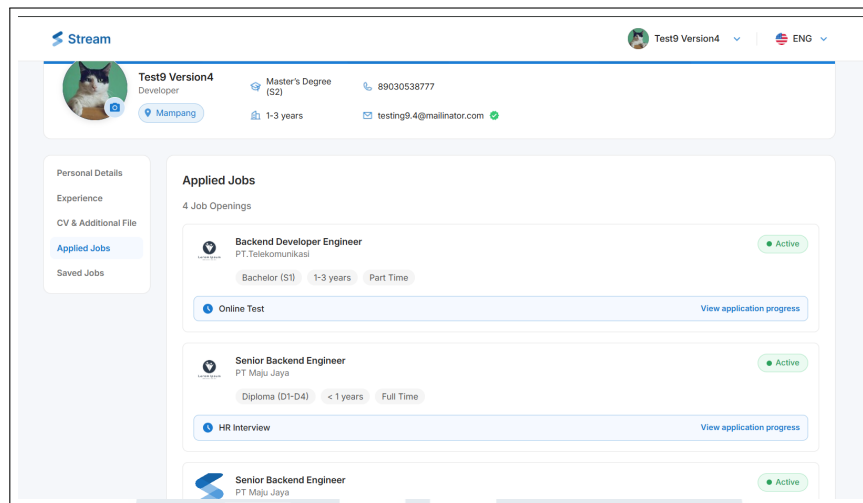 Stream
Test9 Version4
ENG
Test9 Version4
Developer
Mampang
Master's Degree
(S2)
1-3 years
89030538777
testing9.4@mailinator.com
Personal Details
Experience
CV & Additional File
Applied Jobs
Saved Jobs
Applied Jobs
4 Job Openings
Backend Developer Engineer
PT.Telekomunikasi
Active
Bachelor (S1) 1-3 years Part Time
Online Test View application progress
Senior Backend Engineer
PT Maju Jaya
Active
Diploma (D1-D4) < 1 years Full Time
HR Interview View application progress
Senior Backend Engineer
PT Maju Jaya
Active